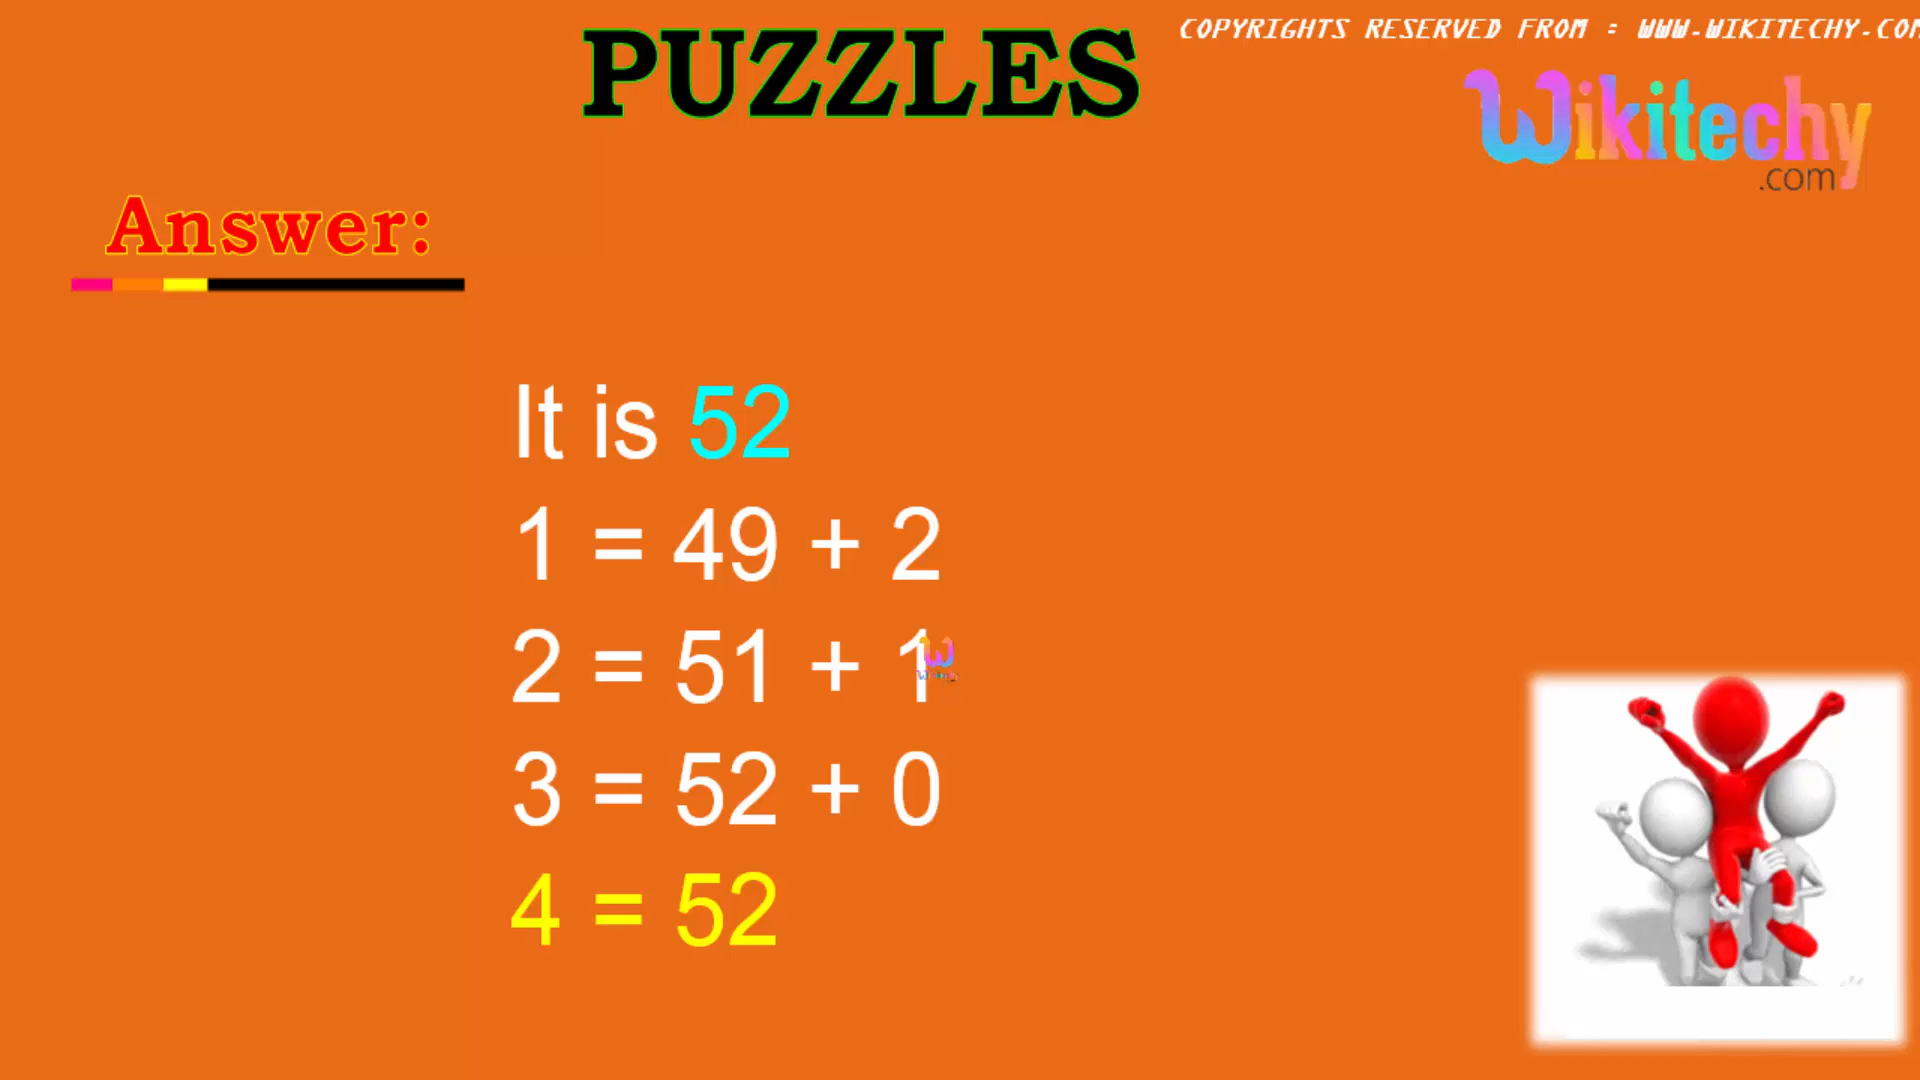 PUZZLES
COPYRIGHTS RESERVED FROM : WWW.WIKITECHY.COM
Wikitechy
.com
Answer:
It is 52
1 = 49 + 2
2 = 51 + 1
3 = 52 + 0
4 = 52